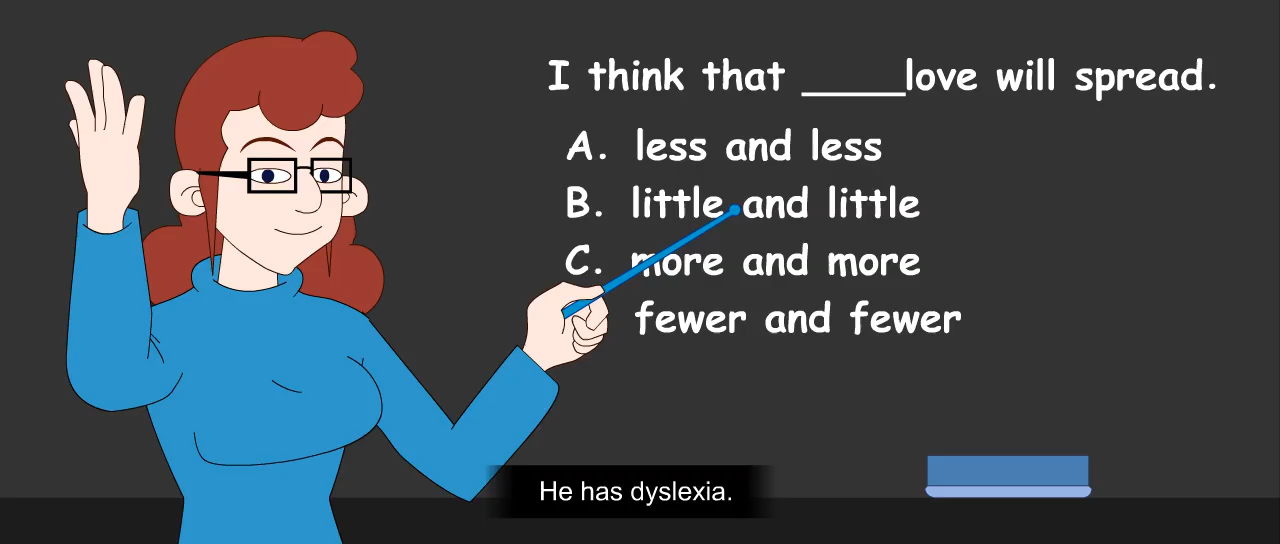 I think that _____love will spread.
A. less and less
B. little and little
C. more and more
fewer and fewer
He has dyslexia.